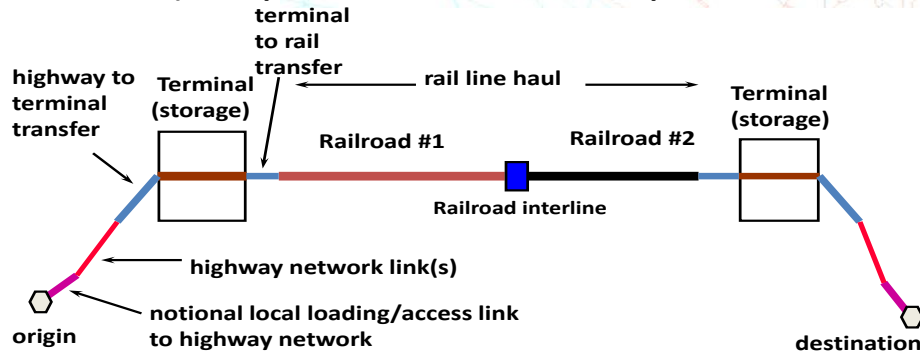 terminal
to rail
transfer
highway to
terminal
transfer
Terminal
(storage)
rail line haul
Terminal
(storage)
Railroad #1
Railroad #2
Railroad interline
highway network link(s)
notional local loading/access link
to highway network
origin
destination